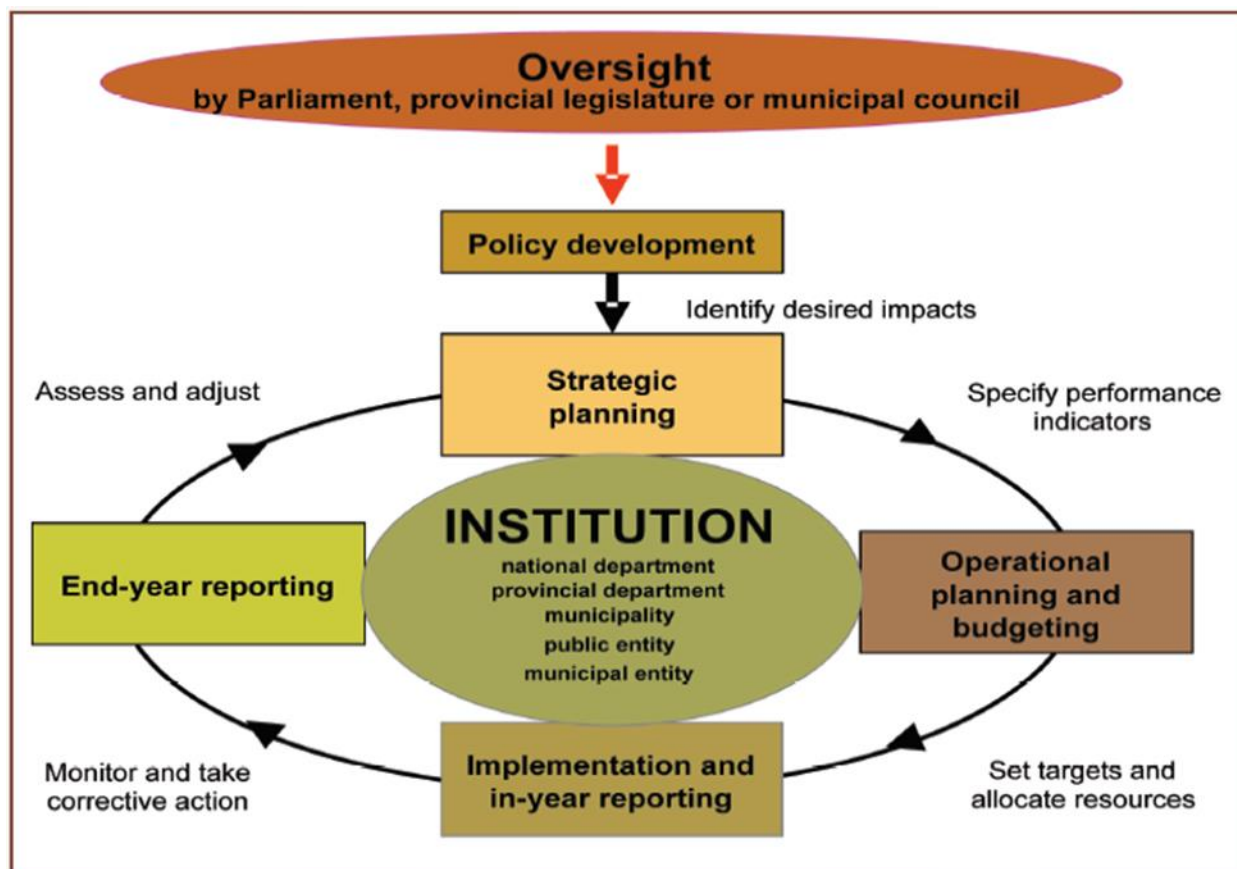 Oversight
by Parliament, provincial legislature or municipal council
Policy development
Identify desired impacts
Strategic
planning
Assess and adjust
Specify performance
indicators
INSTITUTION
national department
provincial department
municipality
public entity
municipal entity
End-year reporting
Operational
planning and
budgeting
Implementation and
in-year reporting
Monitor and take
corrective action
Set targets and
allocate resources